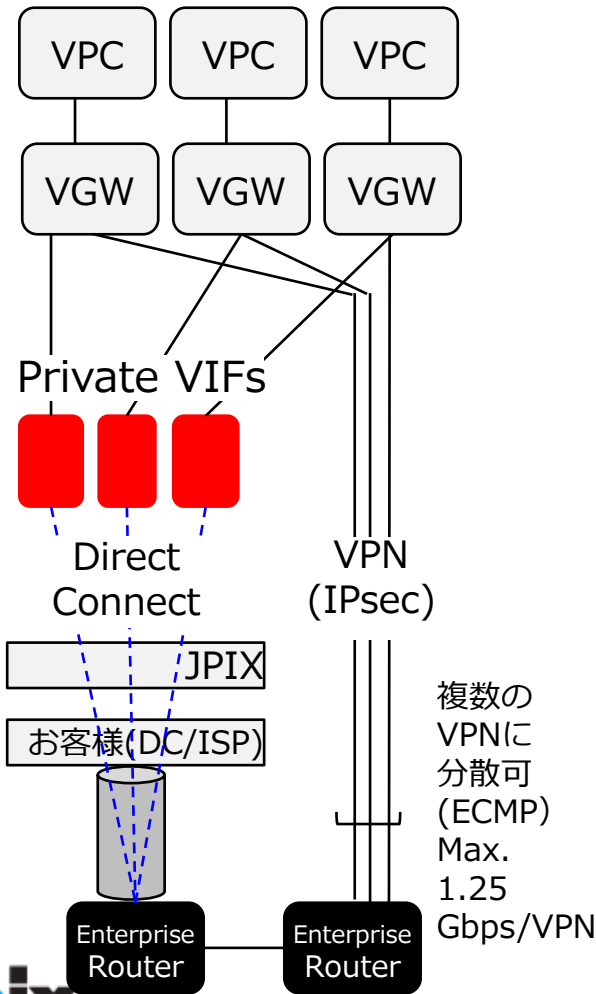 VPC
VPC
VPC
VGW
VGW
VGW
Private VIFs
Direct
Connect
VPN
(IPsec)
JPIX
お客様(DC/ISP)
複数の
VPNに
分散可
(ECMP)
Max.
1.25
Gbps/VPN
Enterprise
Router
Enterprise
Router